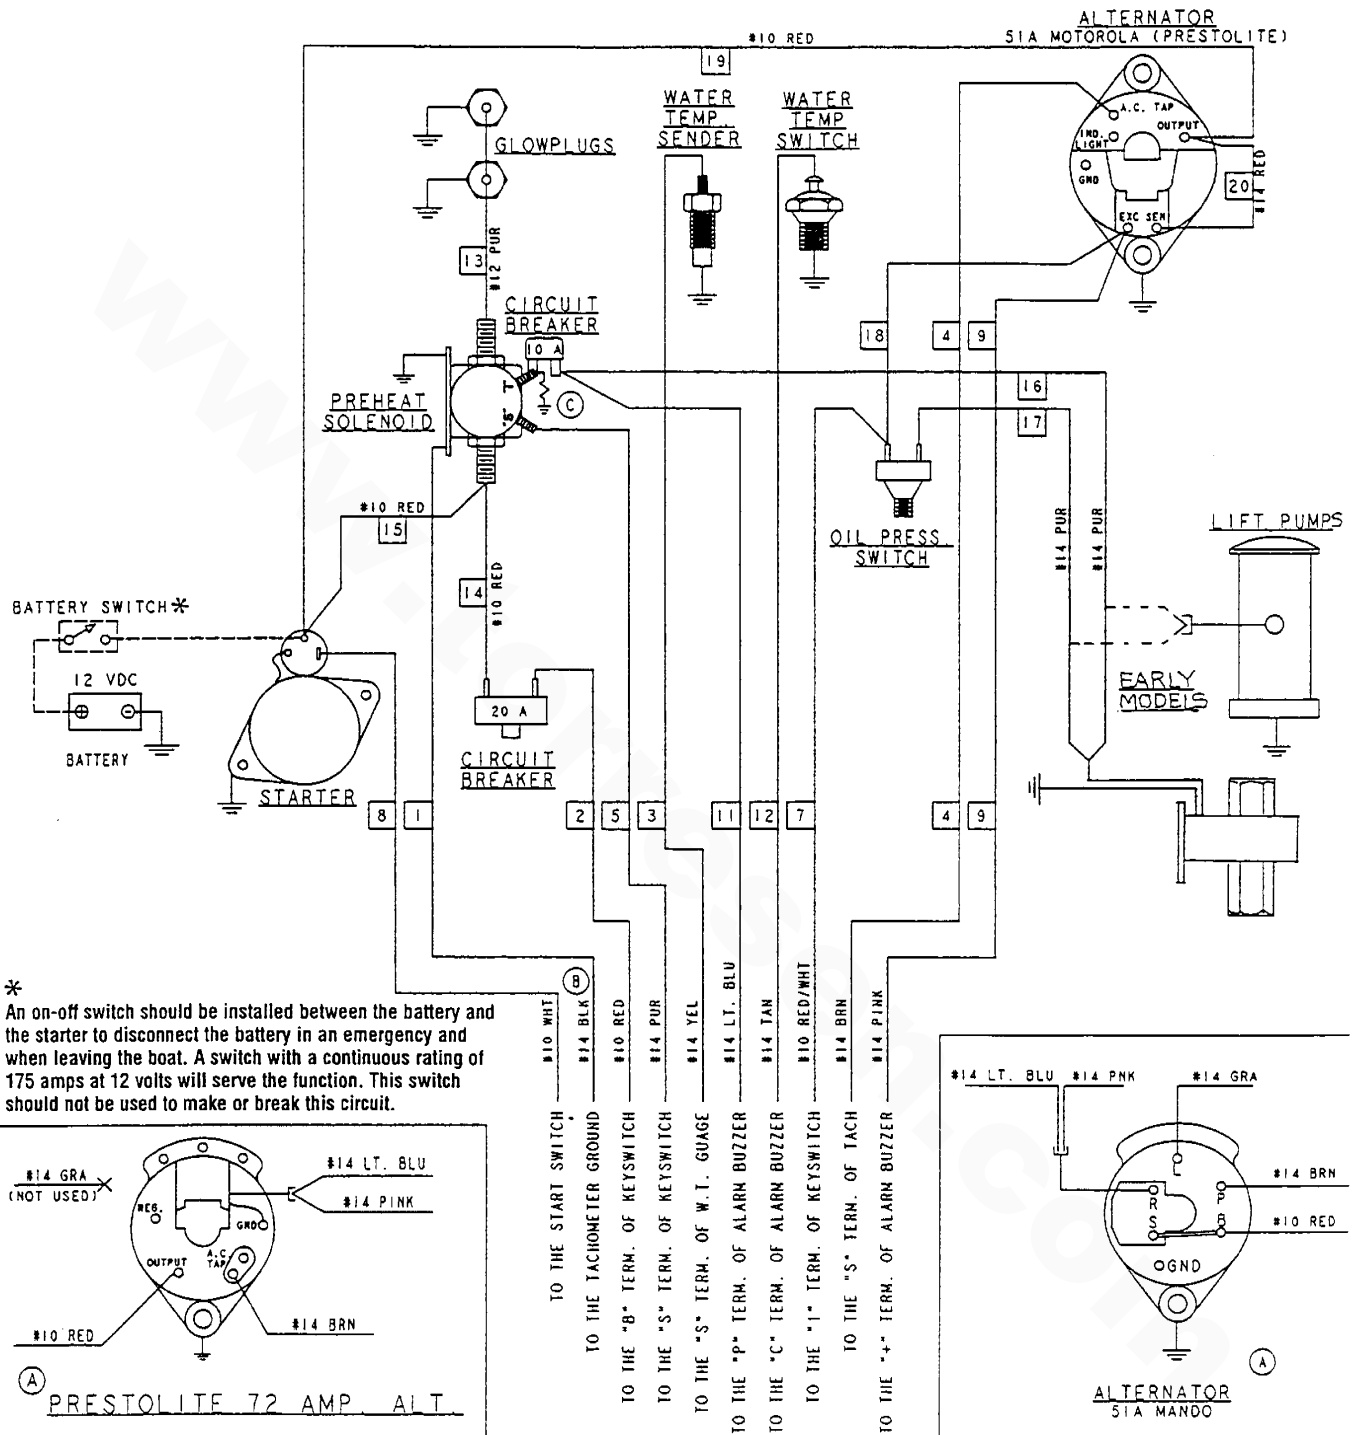 ALTERNATOR
51A MOTOROLA (PRESTOLITE)
#10 RED
19
WATER
TEMP.
SENDER
WATER
TEMP
SWITCH
GLOWPLUGS
A.C. TAP
OUTPUT
IND.
LIGHT
GND
EXC SEN
20
#14 RED
13
#12 PUR
CIRCUIT
BREAKER
10 A
PREHEAT
SOLENOID
"S"
C
18
4
9
16
17
#10 RED
15
14
#10 RED
OIL PRESS.
SWITCH
#14 PUR
#14 PUR
LIFT PUMPS
BATTERY SWITCH*
12 VDC
BATTERY
STARTER
20 A
CIRCUIT
BREAKER
EARLY
MODELS
8
1
2
5
3
11
12
7
4
9
B
#10 WHT
#14 BLK
#10 RED
#14 PUR
#14 YEL
#14 LT. BLU
#14 TAN
#10 RED/WHT
#14 BRN
#14 PINK
TO THE START SWITCH
TO THE TACHOMETER GROUND
TO THE "B" TERM. OF KEYSWITCH
TO THE "S" TERM. OF KEYSWITCH
TO THE "S" TERM. OF W.T. GUAGE
TO THE "P" TERM. OF ALARM BUZZER
TO THE "C" TERM. OF ALARM BUZZER
TO THE "I" TERM. OF KEYSWITCH
TO THE "S" TERM. OF TACH
TO THE "+" TERM. OF ALARM BUZZER
*
An on-off switch should be installed between the battery and
the starter to disconnect the battery in an emergency and
when leaving the boat. A switch with a continuous rating of
175 amps at 12 volts will serve the function. This switch
should not be used to make or break this circuit.
#14 GRA
(NOT USED)
#14 LT. BLU
#14 PINK
REG.
GND
OUTPUT
A.C.
TAP
#10 RED
#14 BRN
A
PRESTOLITE 72 AMP. ALT.
#14 LT. BLU
#14 PNK
#14 GRA
L
R
P
S
B
GND
#14 BRN
#10 RED
A
ALTERNATOR
51A MANDO
www.torresen.com